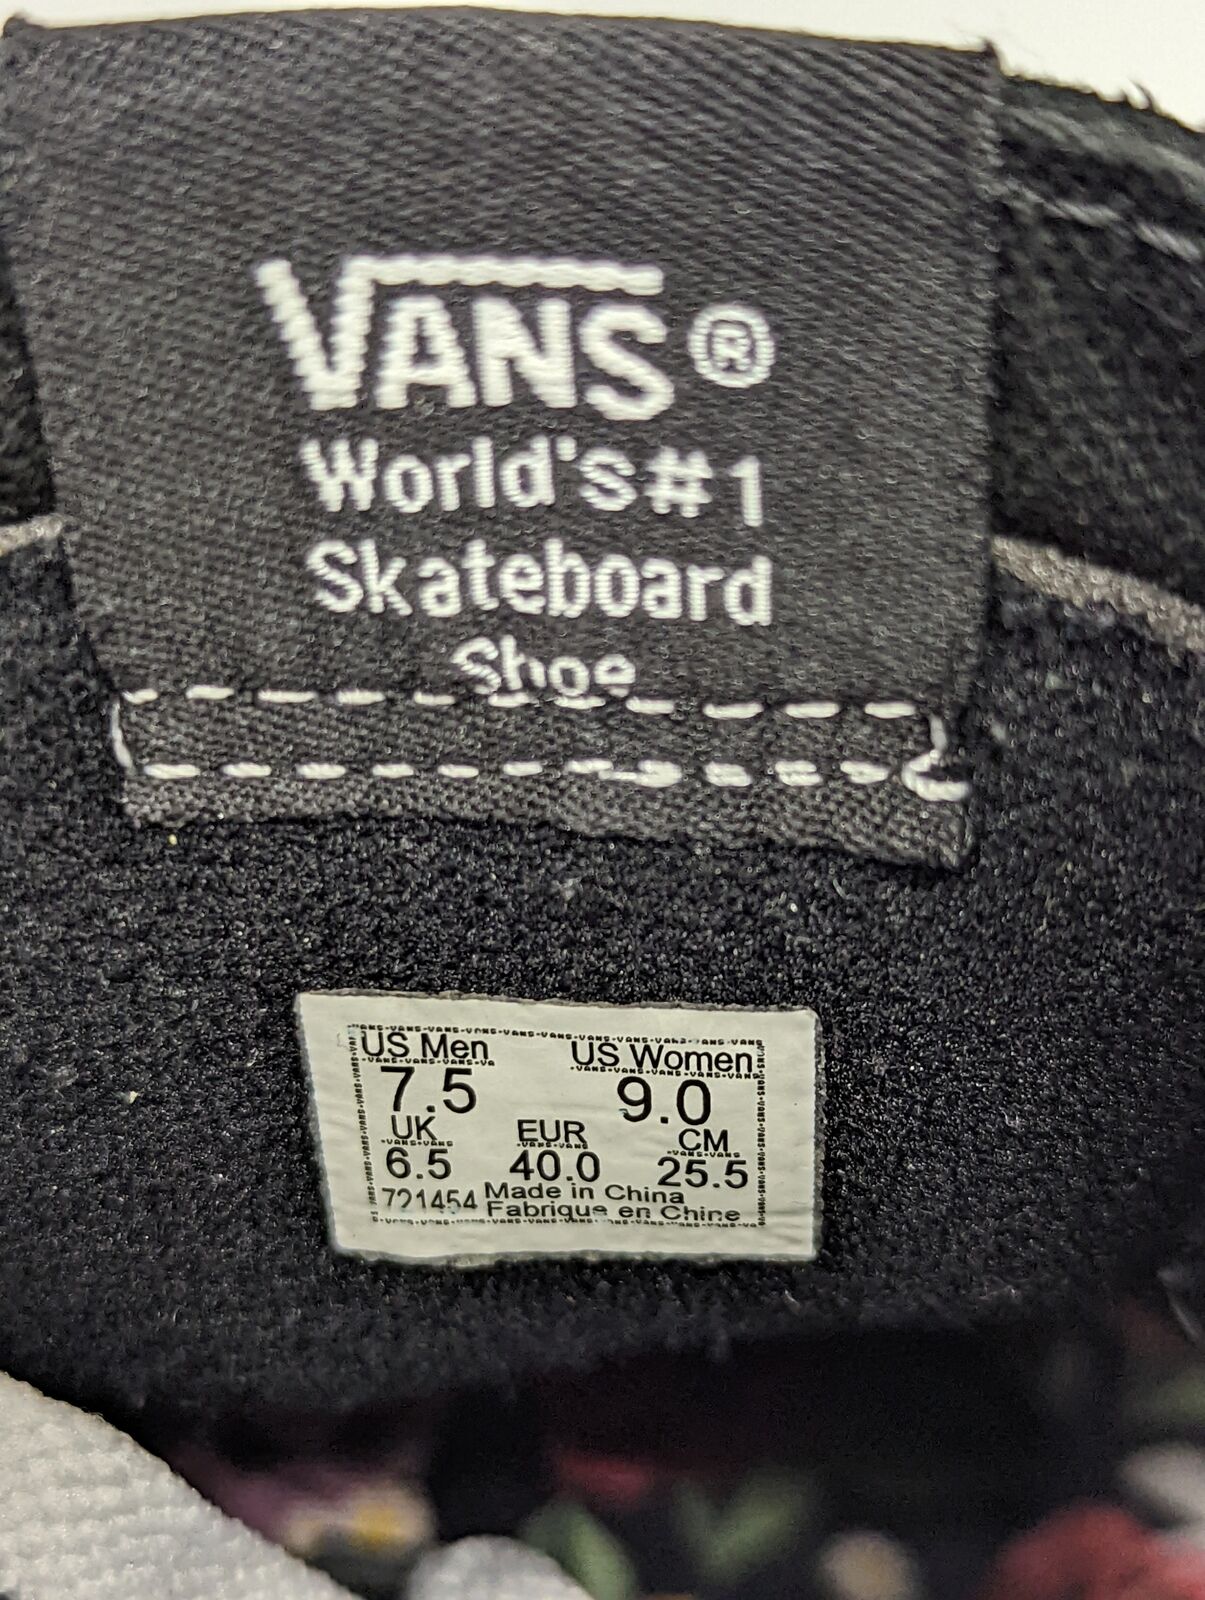 VANS®
World's #1
Skateboard
Shoe
US Men US Women
7.5 9.0
UK EUR CM
6.5 40.0 25.5
721454 Made in China
Fabrique en Chine